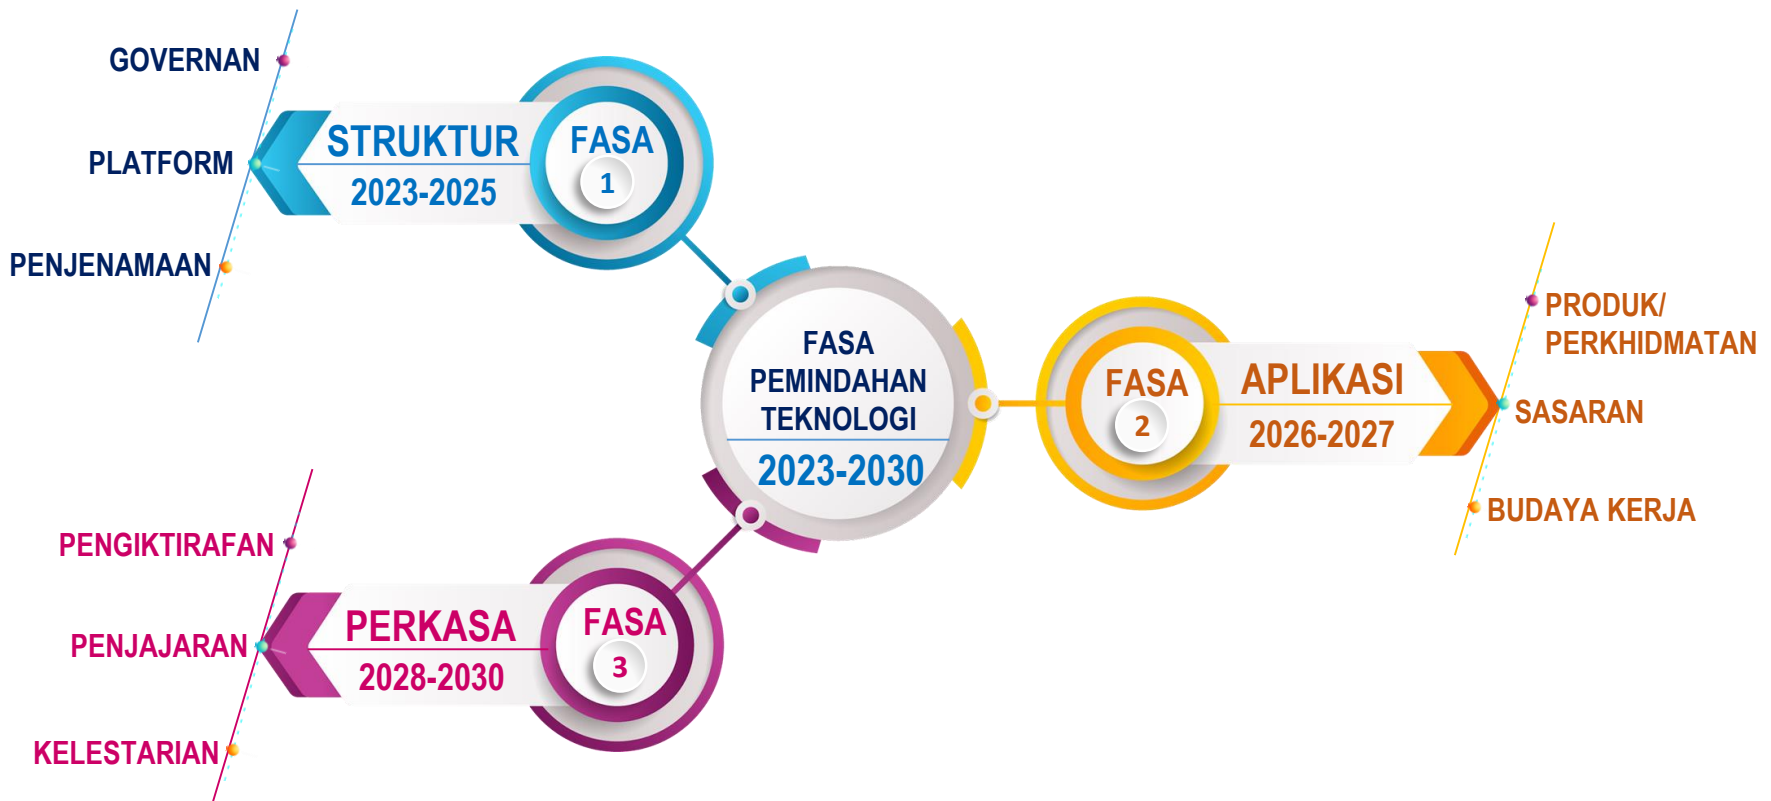 GOVERNAN
PLATFORM
PENJENAMAAN
STRUKTUR
2023-2025
FASA
1
FASA
PEMINDAHAN
TEKNOLOGI
2023-2030
FASA
2
APLIKASI
2026-2027
PRODUK/
PERKHIDMATAN
SASARAN
BUDAYA KERJA
PENGIKTIRAFAN
PENJAJARAN
KELESTARIAN
PERKASA
2028-2030
FASA
3